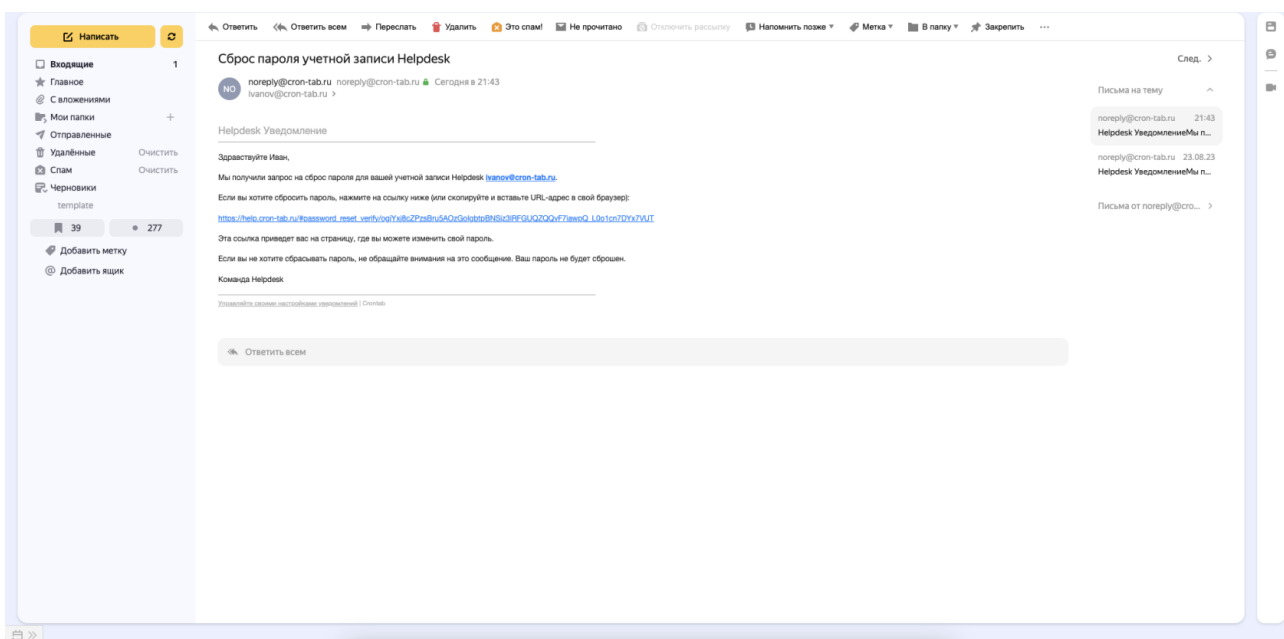 Написать
Входящие 1
Главное
С вложениями
Мои папки
Отправленные
Удалённые Очистить
Спам Очистить
Черновики
template
39 277
Добавить метку
Добавить ящик
Ответить Ответить всем Переслать Удалить Это спам! Не прочитано Отключить рассылку Напомнить позже Метка В папку Закрепить ...
Сброс пароля учетной записи Helpdesk
NO
noreply@cron-tab.ru noreply@cron-tab.ru Сегодня в 21:43
ivanov@cron-tab.ru >
Helpdesk Уведомление
Здравствуйте Иван,
Мы получили запрос на сброс пароля для вашей учетной записи Helpdesk ivanov@cron-tab.ru.
Если вы хотите сбросить пароль, нажмите на ссылку ниже (или скопируйте и вставьте URL-адрес в свой браузер):
Эта ссылка приведет вас на страницу, где вы можете изменить свой пароль.
Если вы не хотите сбрасывать пароль, не обращайте внимания на это сообщение. Ваш пароль не будет сброшен.
Команда Helpdesk
Управляйте своими настройками уведомлений | Crontab
Ответить всем
След. >
Письма на тему
noreply@cron-tab.ru 21:43
Helpdesk УведомлениеМы п...
noreply@cron-tab.ru 23.08.23
Helpdesk УведомлениеМы п...
Письма от noreply@cro... >